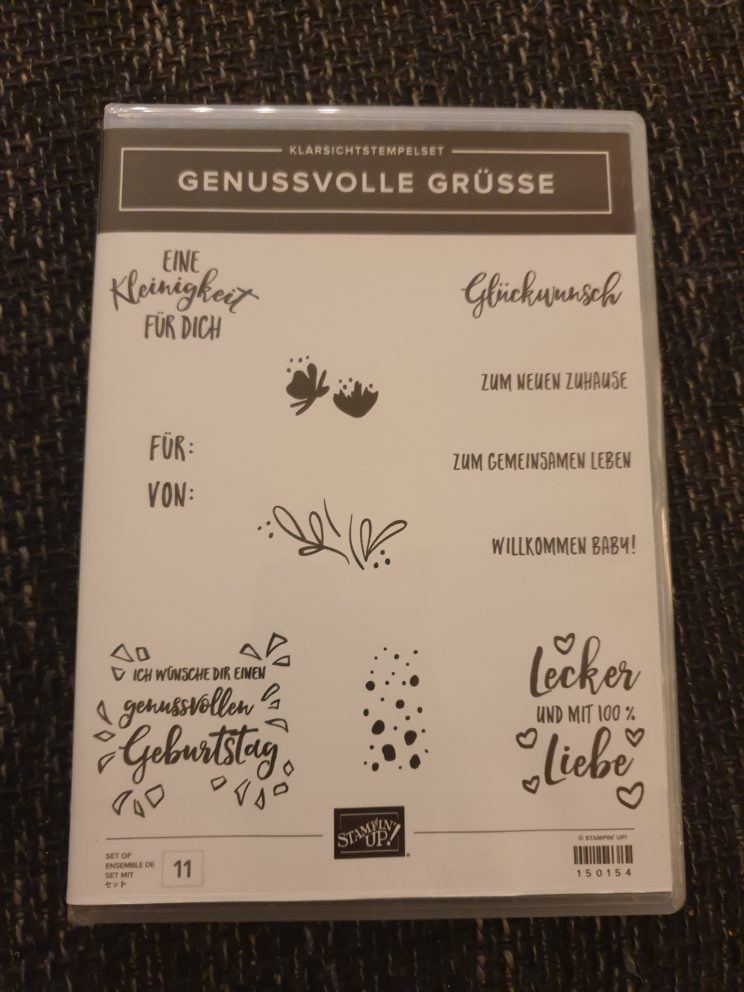 KLARSICHTSTEMPELSET
GENUSSVOLLE GRÜSSE
EINE
Kleinigkeit
FÜR DICH
Glückwunsch
ZUM NEUEN ZUHAUSE
FÜR:
VON:
ZUM GEMEINSAMEN LEBEN
WILLKOMMEN BABY!
ICH WÜNSCHE DIR EINEN
genussvollen
Geburtstag
Lecker
UND MIT 100 %
Liebe
STAMPIN'
UP!
®
SET OF
ENSEMBLE DE
SET MIT
セット
11
© STAMPIN' UP!
150154